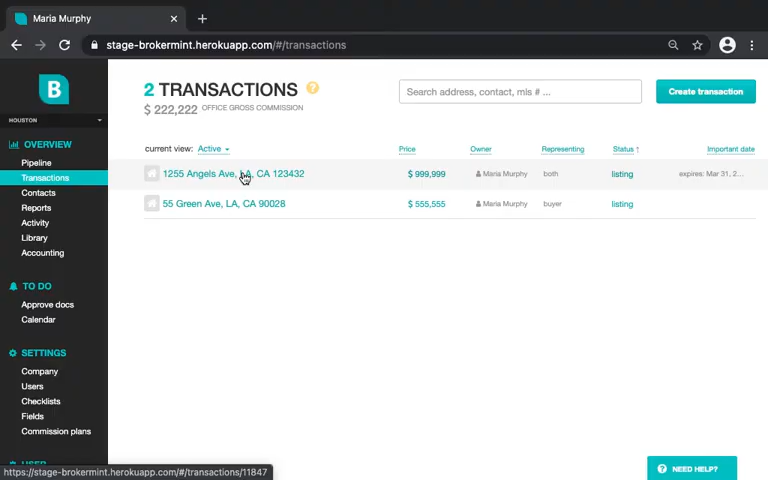 Maria Murphy
stage-brokermint.herokuapp.com/#/transactions
B
HOUSTON
OVERVIEW
Pipeline
Transactions
Contacts
Reports
Activity
Library
Accounting
TO DO
Approve docs
Calendar
SETTINGS
Company
Users
Checklists
Fields
Commission plans
USER
2 TRANSACTIONS ?
$ 222,222 OFFICE GROSS COMMISSION
Search address, contact, mls # ...
Create transaction
current view: Active
Price Owner Representing Status ↑ Important date
1255 Angels Ave, LA, CA 123432 $ 999,999 Maria Murphy both listing expires: Mar 31, 2...
55 Green Ave, LA, CA 90028 $ 555,555 Maria Murphy buyer listing
https://stage-brokermint.herokuapp.com/#/transactions/11847
? NEED HELP?